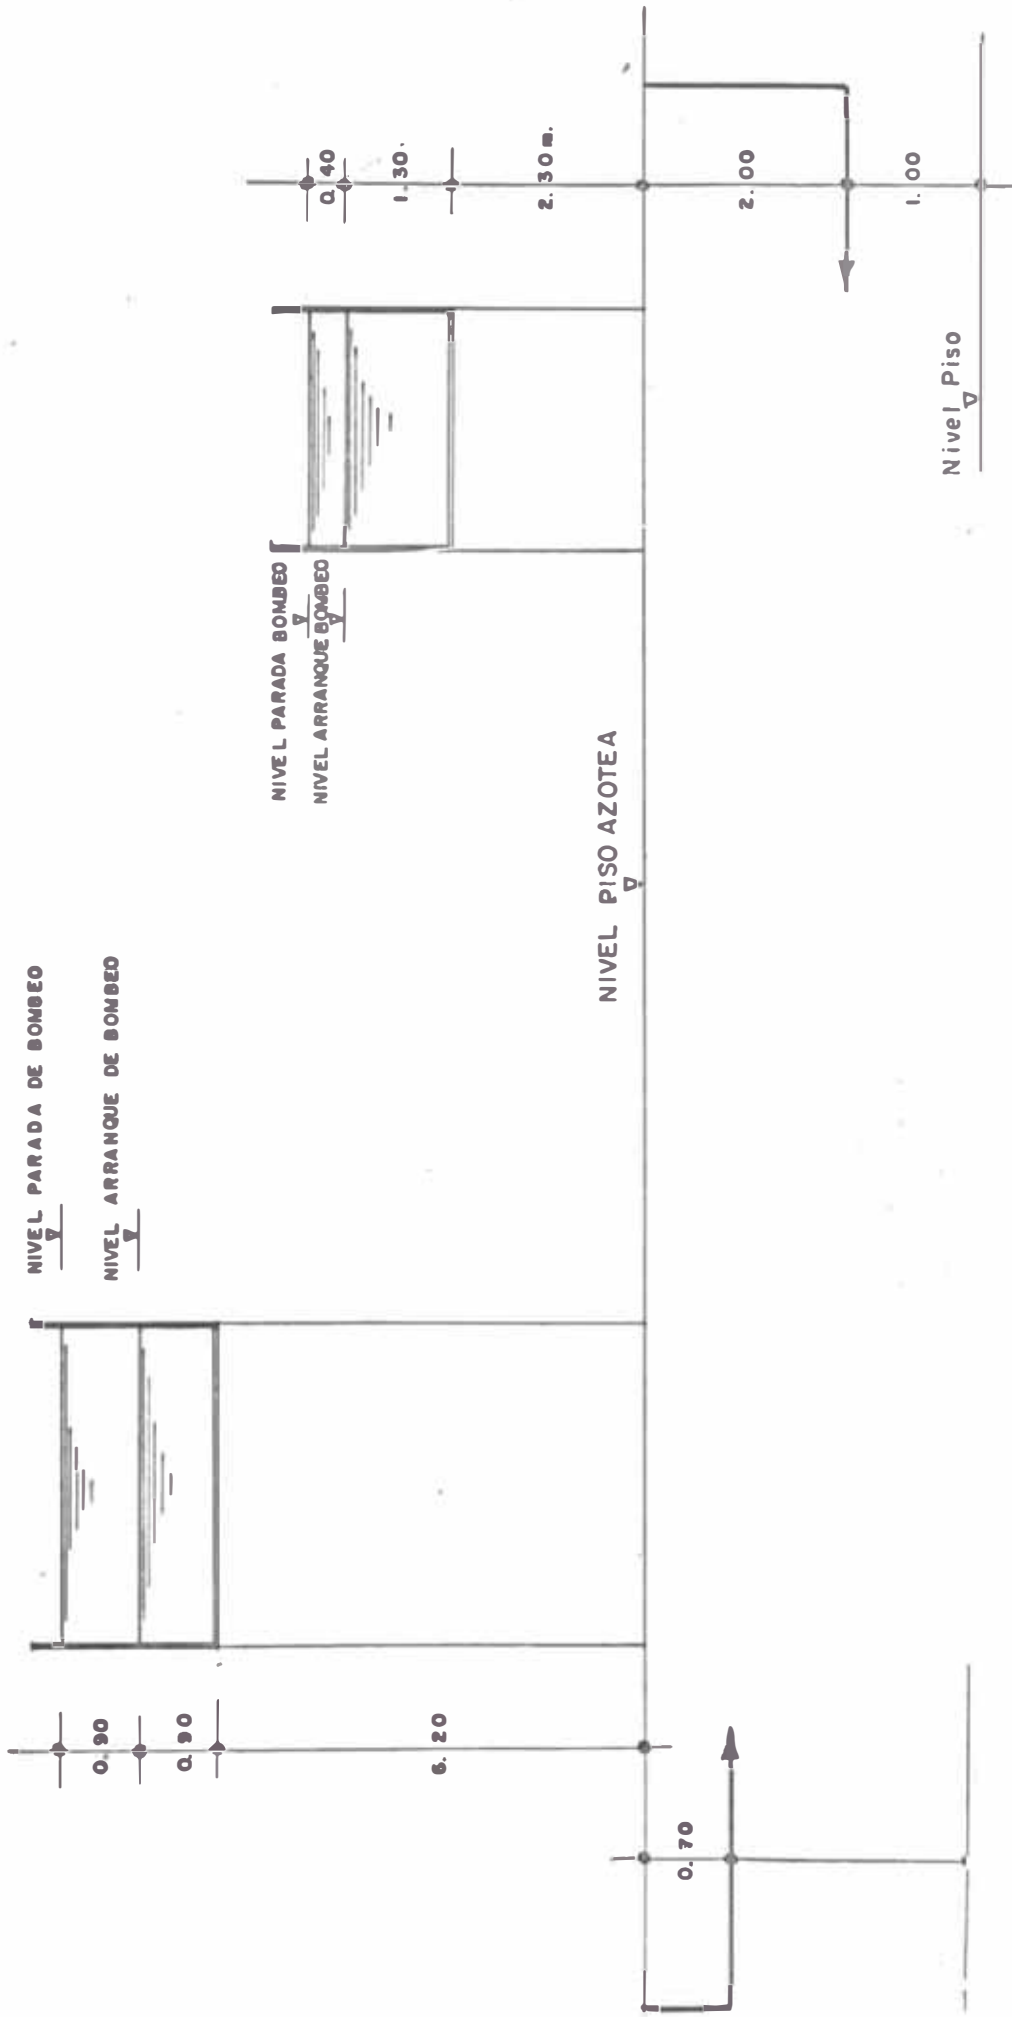 NIVEL PARADA DE BOMBEO
NIVEL ARRANQUE DE BOMBEO
0.90
0.90
6.20
0.70
NIVEL PISO AZOTEA
NIVEL PARADA BOMBEO
NIVEL ARRANQUE BOMBEO
0.40
1.30.
2.30 m.
2.00
1.00
Nivel Piso